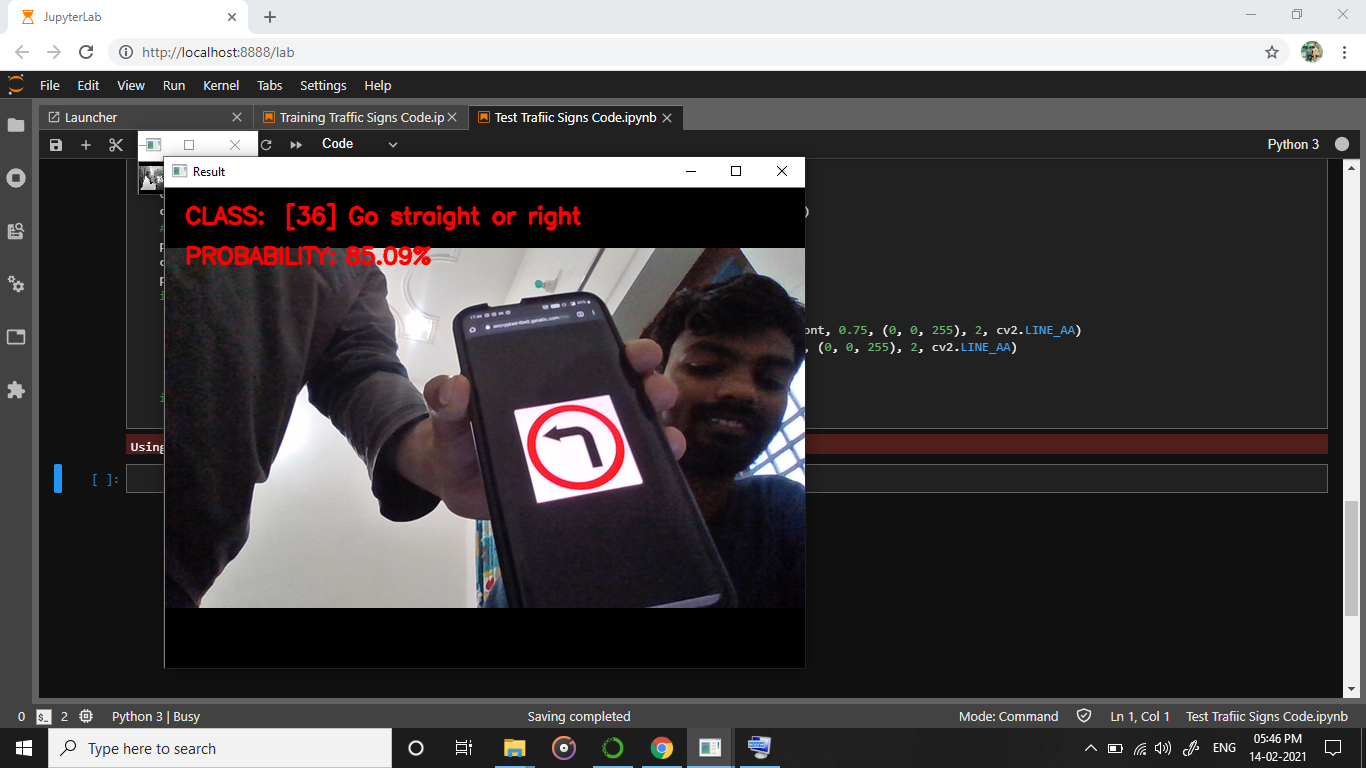 JupyterLab
http://localhost:8888/lab
File Edit View Run Kernel Tabs Settings Help
Launcher
Training Traffic Signs Code.ip
Test Trafiic Signs Code.ipynb
Code
Python 3
Result
CLASS: [36] Go straight or right
PROBABILITY: 85.09%
)
ont, 0.75, (0, 0, 255), 2, cv2.LINE_AA)
, (0, 0, 255), 2, cv2.LINE_AA)
Using
[ ]:
0 2 Python 3 | Busy
Saving completed
Mode: Command
Ln 1, Col 1
Test Trafiic Signs Code.ipynb
Type here to search
ENG
05:46 PM
14-02-2021